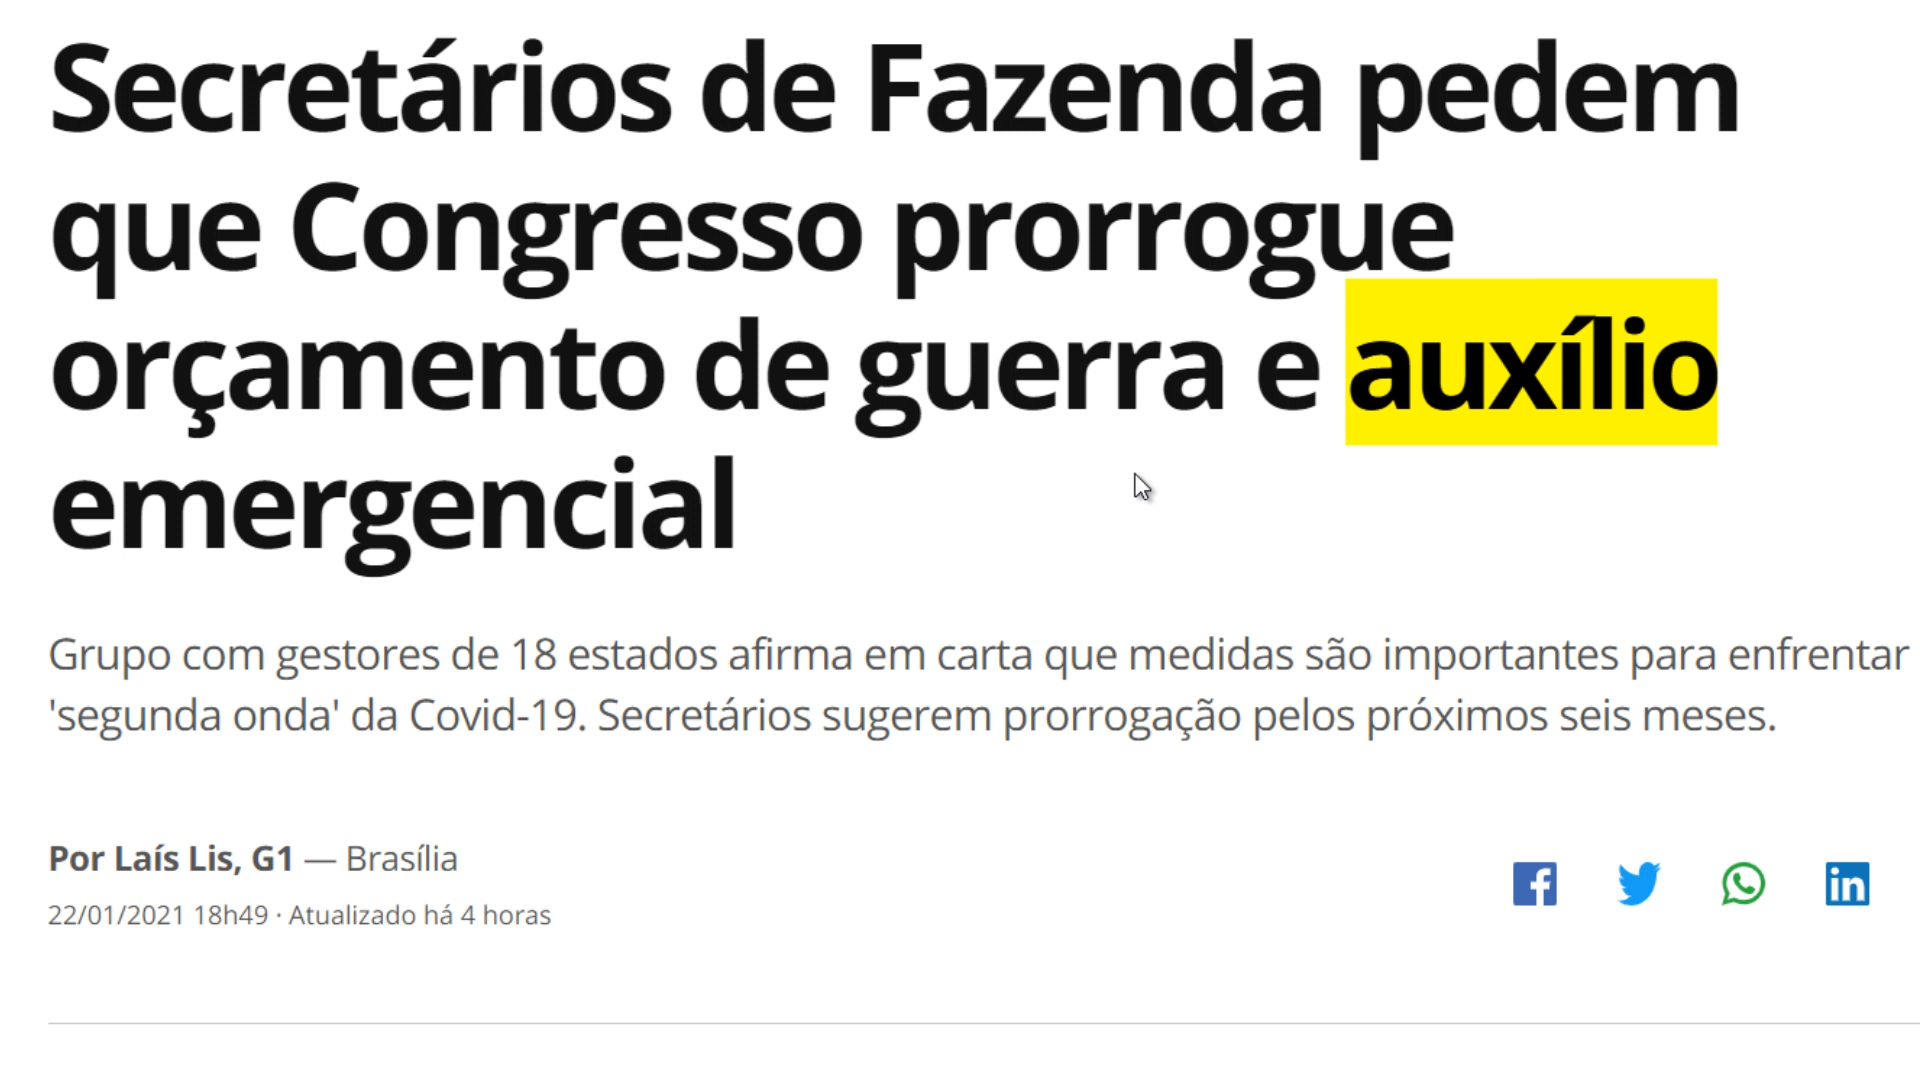 Secretários de Fazenda pedem
que Congresso prorrogue
orçamento de guerra e auxílio
emergencial
Grupo com gestores de 18 estados afirma em carta que medidas são importantes para enfrentar
'segunda onda' da Covid-19. Secretários sugerem prorrogação pelos próximos seis meses.
Por Laís Lis, G1 — Brasília
22/01/2021 18h49 · Atualizado há 4 horas